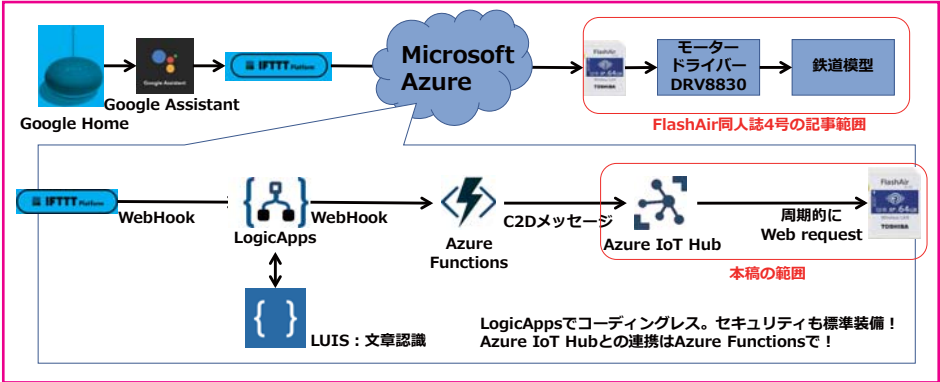 Google Home
Google Assistant
Google Assistant
IFTTT Platform
Microsoft
Azure
FlashAir
64GB
TOSHIBA
モーター
ドライバー
DRV8830
鉄道模型
FlashAir同人誌4号の記事範囲
IFTTT Platform
WebHook
LogicApps
WebHook
LUIS：文章認識
Azure
Functions
C2Dメッセージ
Azure IoT Hub
周期的に
Web request
FlashAir
64GB
TOSHIBA
本稿の範囲
LogicAppsでコーディングレス。セキュリティも標準装備！
Azure IoT Hubとの連携はAzure Functionsで！